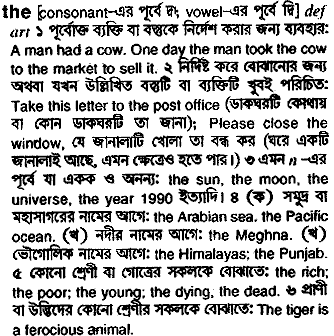 the [consonant-এর পূর্বে দ্য; vowel-এর পূর্বে দি] def
art ১ পূর্বোক্ত ব্যক্তি বা বস্তুকে নির্দেশ করার জন্য ব্যবহার:
A man had a cow. One day the man took the cow
to the market to sell it. ২ নির্দিষ্ট করে বোঝানোর জন্য
অথবা যখন উল্লিখিত বস্তুটি বা ব্যক্তিটি খুবই পরিচিত:
Take this letter to the post office (ডাকঘরটি কোথায়
বা কোন ডাকঘরটি তা জানা); Please close the
window, যে জানালাটি খোলা তা বন্ধ কর (ঘরে একটি
জানালাই আছে, এমন ক্ষেত্রেও হতে পার।) ৩ এমন n -এর
পূর্বে যা একক ও অনন্য: the sun, the moon, the
universe, the year 1990 ইত্যাদি। ৪ (ক) সমুদ্র বা
মহাসাগরের নামের আগে: the Arabian sea. the Pacific
ocean. (খ) নদীর নামের আগে: the Meghna. (খ)
ভৌগোলিক নামের আগে: the Himalayas; the Punjab.
৫ কোনো শ্রেণী বা গোত্রের সকলকে বোঝাতে: the rich;
the poor; the young; the dying, the dead. ৬ প্রাণী
বা উদ্ভিদের কোনো শ্রেণীর সকলকে বোঝাতে: The tiger is
a ferocious animal.